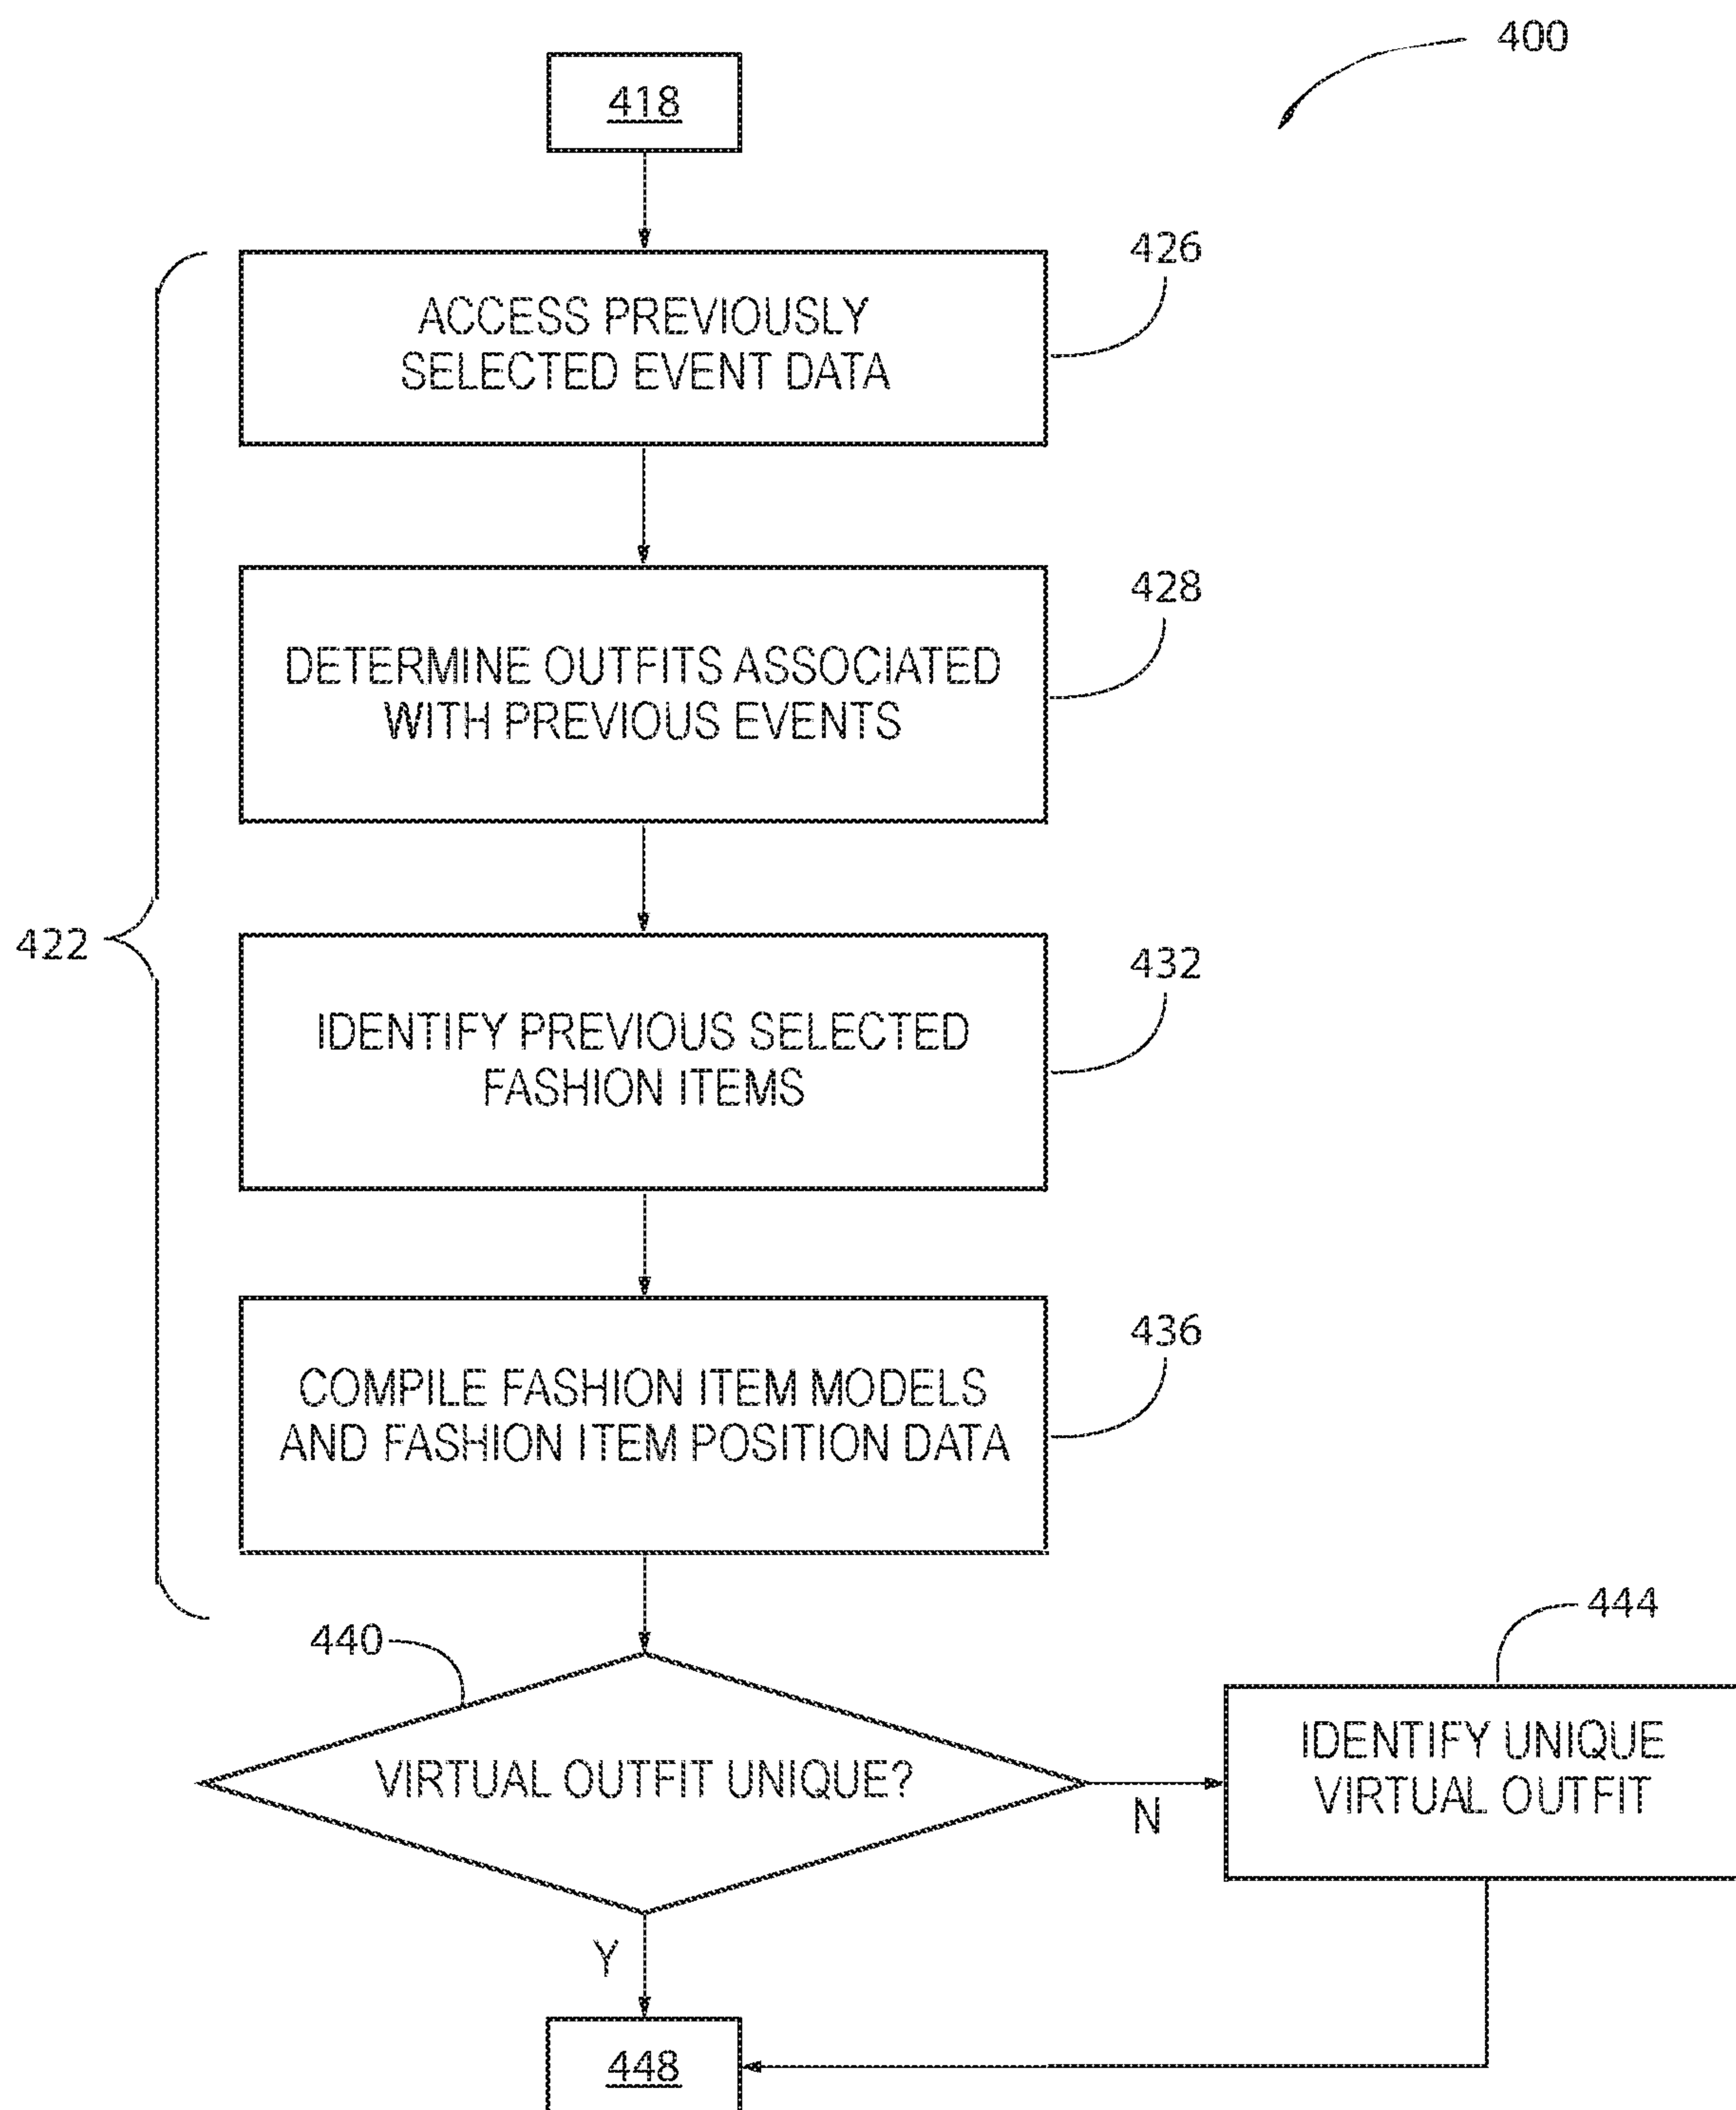 400
418
426
ACCESS PREVIOUSLY
SELECTED EVENT DATA
428
DETERMINE OUTFITS ASSOCIATED
WITH PREVIOUS EVENTS
422
432
IDENTIFY PREVIOUS SELECTED
FASHION ITEMS
436
COMPILE FASHION ITEM MODELS
AND FASHION ITEM POSITION DATA
444
440
IDENTIFY UNIQUE
VIRTUAL OUTFIT
VIRTUAL OUTFIT UNIQUE?
N
Y
448